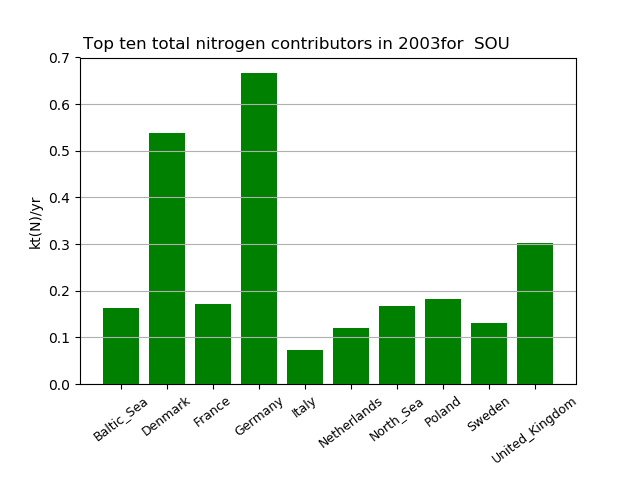 Top ten total nitrogen contributors in 2003for  SOU
kt(N)/yr
0.7
0.6
0.5
0.4
0.3
0.2
0.1
0.0
Baltic_Sea
Denmark
France
Germany
Italy
Netherlands
North_Sea
Poland
Sweden
United_Kingdom